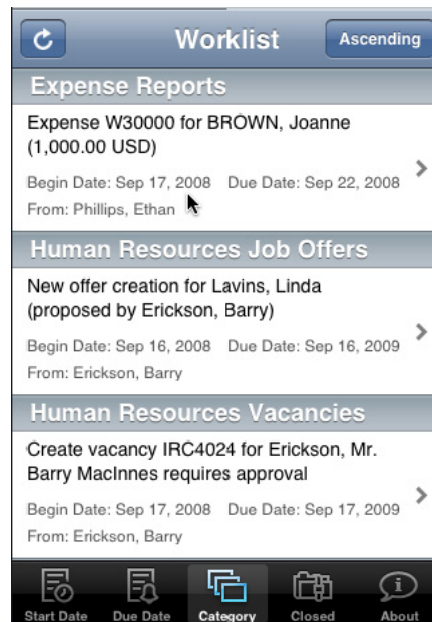 Worklist Ascending
Expense Reports
Expense W30000 for BROWN, Joanne
(1,000.00 USD)
Begin Date: Sep 17, 2008 Due Date: Sep 22, 2008
From: Phillips, Ethan
Human Resources Job Offers
New offer creation for Lavins, Linda
(proposed by Erickson, Barry)
Begin Date: Sep 16, 2008 Due Date: Sep 16, 2009
From: Erickson, Barry
Human Resources Vacancies
Create vacancy IRC4024 for Erickson, Mr.
Barry MacInnes requires approval
Begin Date: Sep 17, 2008 Due Date: Sep 17, 2009
From: Erickson, Barry
Start Date Due Date Category Closed About